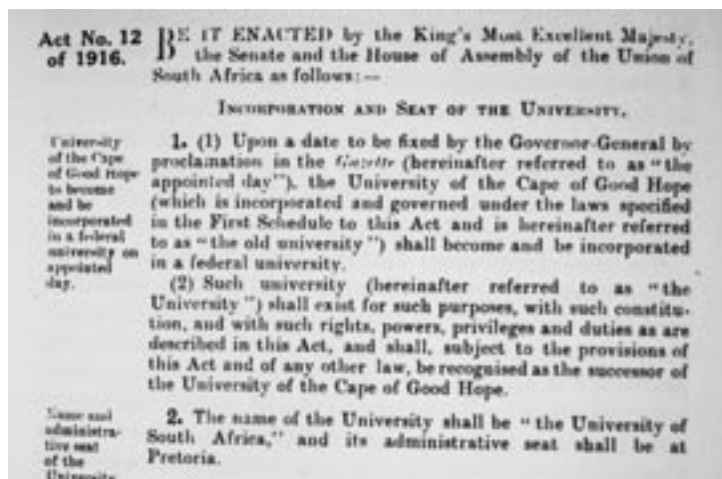 Act No. 12
of 1916.
BE IT ENACTED by the King's Most Excellent Majesty,
the Senate and the House of Assembly of the Union of
South Africa as follows:—
INCORPORATION AND SEAT OF THE UNIVERSITY.
University
of the Cape
of Good Hope
to become
and be
incorporated
in a federal
university on
appointed
day.
1. (1) Upon a date to be fixed by the Governor-General by
proclamation in the Gazette (hereinafter referred to as "the
appointed day"), the University of the Cape of Good Hope
(which is incorporated and governed under the laws specified
in the First Schedule to this Act and is hereinafter referred
to as "the old university") shall become and be incorporated
in a federal university.
(2) Such university (hereinafter referred to as "the
University") shall exist for such purposes, with such constitu-
tion, and with such rights, powers, privileges and duties as are
described in this Act, and shall, subject to the provisions of
this Act and of any other law, be recognised as the successor of
the University of the Cape of Good Hope.
Name and
administra-
tive seat
of the
University.
2. The name of the University shall be "the University of
South Africa," and its administrative seat shall be at
Pretoria.